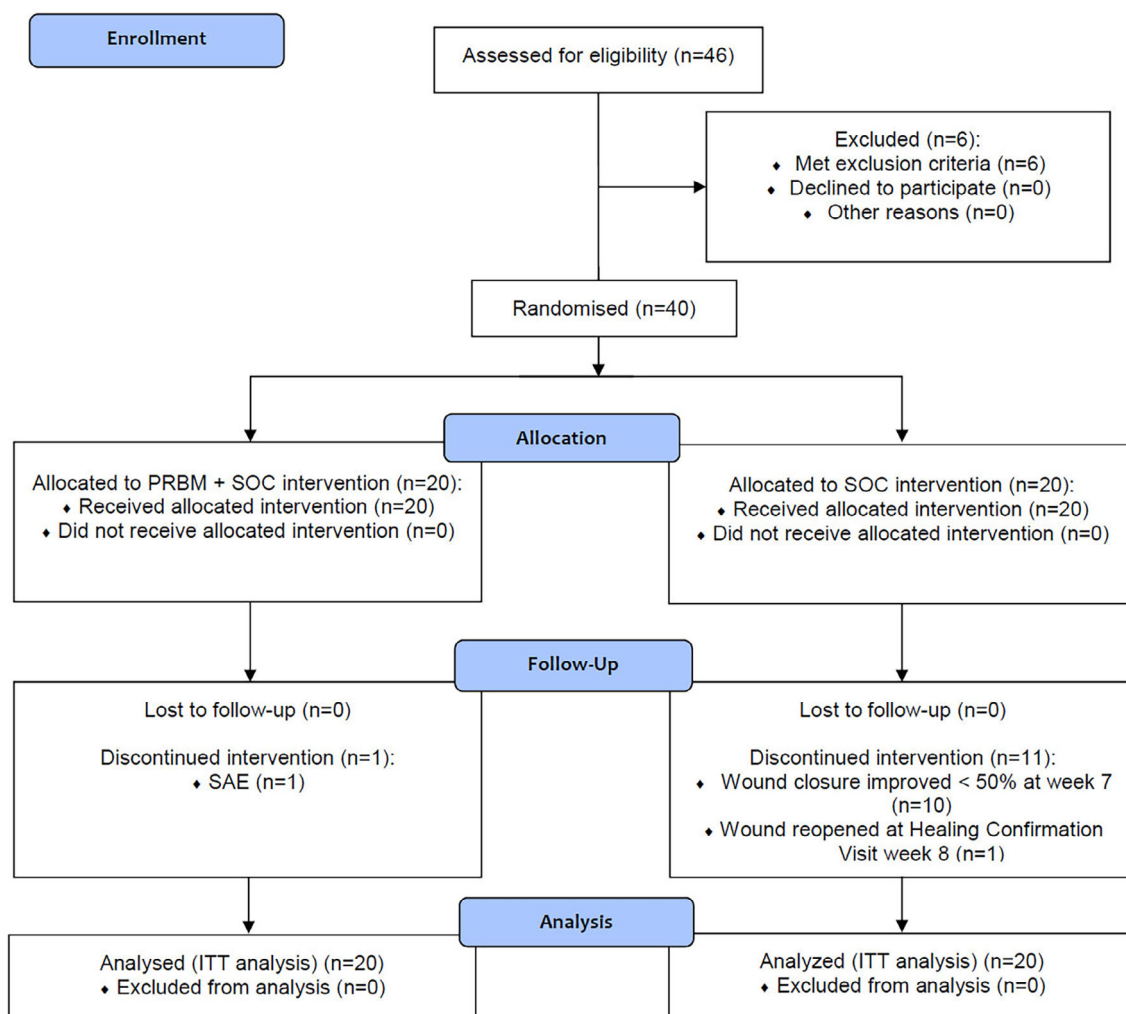 Enrollment
Assessed for eligibility (n=46)
Excluded (n=6):
♦ Met exclusion criteria (n=6)
♦ Declined to participate (n=0)
♦ Other reasons (n=0)
Randomised (n=40)
Allocation
Allocated to PRBM + SOC intervention (n=20):
♦ Received allocated intervention (n=20)
♦ Did not receive allocated intervention (n=0)
Allocated to SOC intervention (n=20):
♦ Received allocated intervention (n=20)
♦ Did not receive allocated intervention (n=0)
Follow-Up
Lost to follow-up (n=0)
Discontinued intervention (n=1):
♦ SAE (n=1)
Lost to follow-up (n=0)
Discontinued intervention (n=11):
♦ Wound closure improved < 50% at week 7
(n=10)
♦ Wound reopened at Healing Confirmation
Visit week 8 (n=1)
Analysis
Analysed (ITT analysis) (n=20)
♦ Excluded from analysis (n=0)
Analyzed (ITT analysis) (n=20)
♦ Excluded from analysis (n=0)